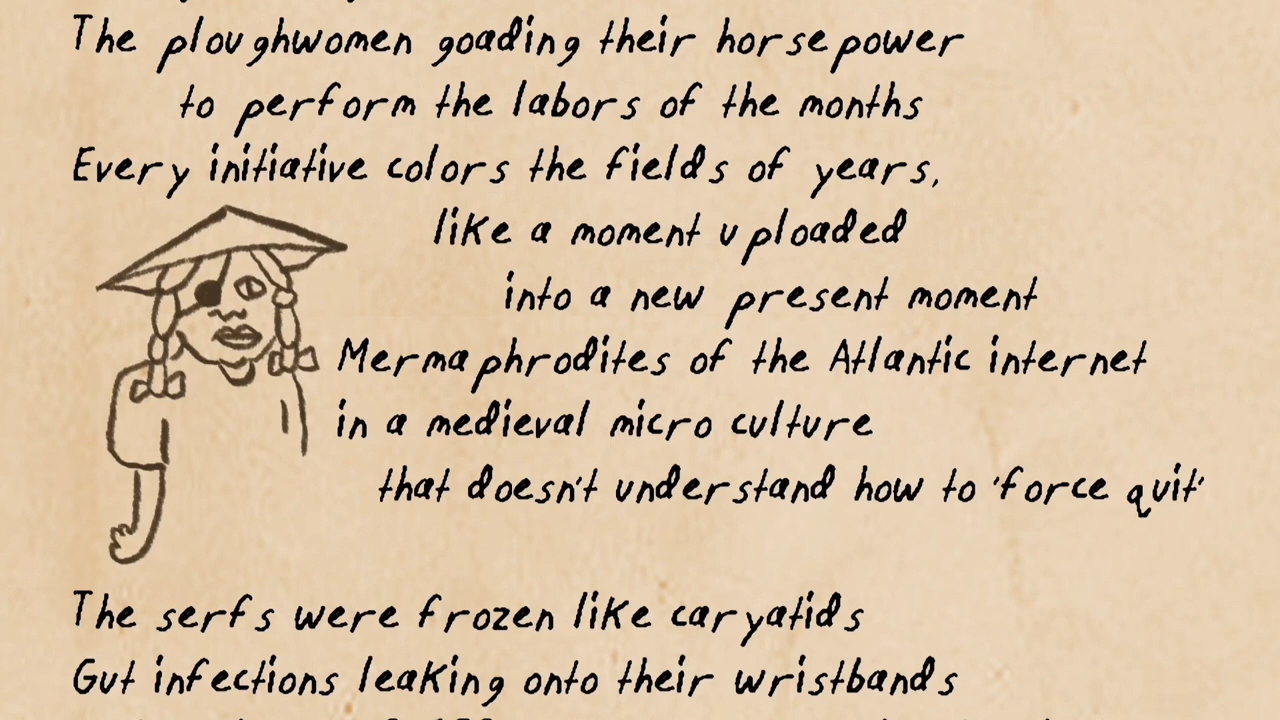 The ploughwomen goading their horsepower
to perform the labors of the months
Every initiative colors the fields of years,
like a moment uploaded
into a new present moment
Mermaphrodites of the Atlantic internet
in a medieval micro culture
that doesn't understand how to 'force quit'
The serfs were frozen like caryatids
Gut infections leaking onto their wristbands